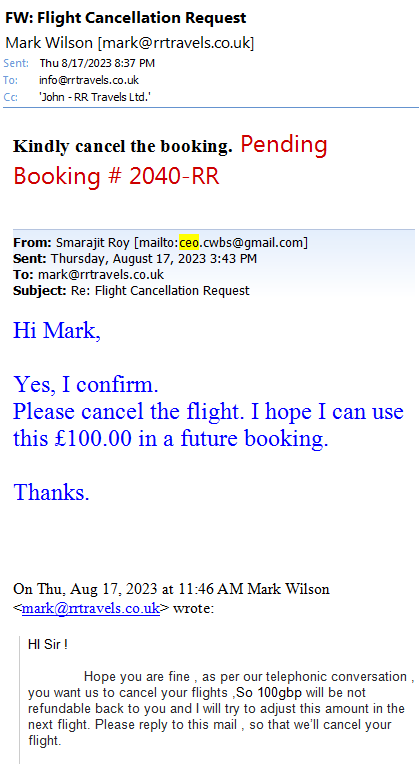 FW: Flight Cancellation Request
Mark Wilson [mark@rrtravels.co.uk]
Sent: Thu 8/17/2023 8:37 PM
To: info@rrtravels.co.uk
Cc: 'John - RR Travels Ltd.'
Kindly cancel the booking. Pending
Booking # 2040-RR
From: Smarajit Roy [mailto:ceo.cwbs@gmail.com]
Sent: Thursday, August 17, 2023 3:43 PM
To: mark@rrtravels.co.uk
Subject: Re: Flight Cancellation Request
Hi Mark,
Yes, I confirm.
Please cancel the flight. I hope I can use
this £100.00 in a future booking.
Thanks.
On Thu, Aug 17, 2023 at 11:46 AM Mark Wilson
<mark@rrtravels.co.uk> wrote:
HI Sir !
Hope you are fine , as per our telephonic conversation ,
you want us to cancel your flights ,So 100gbp will be not
refundable back to you and I will try to adjust this amount in the
next flight. Please reply to this mail , so that we'll cancel your
flight.